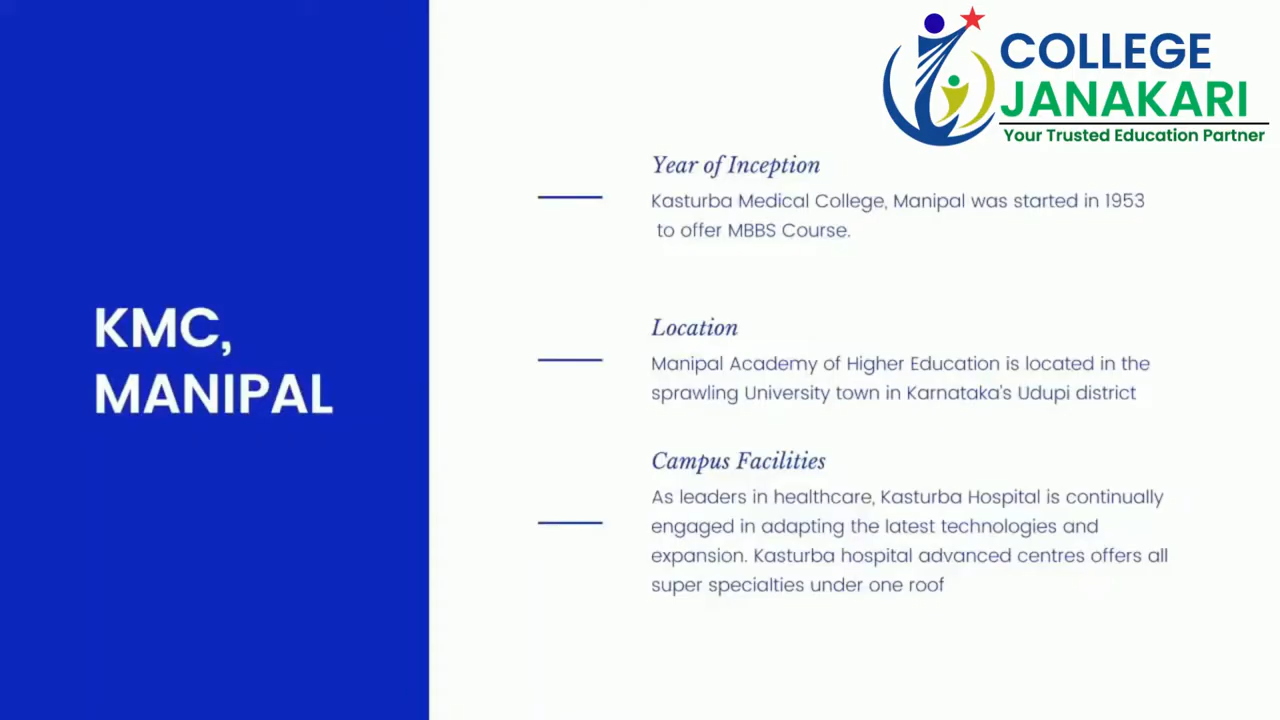 COLLEGE
JANAKARI
Your Trusted Education Partner
KMC,
MANIPAL
Year of Inception
Kasturba Medical College, Manipal was started in 1953
to offer MBBS Course.
Location
Manipal Academy of Higher Education is located in the
sprawling University town in Karnataka's Udupi district
Campus Facilities
As leaders in healthcare, Kasturba Hospital is continually
engaged in adapting the latest technologies and
expansion. Kasturba hospital advanced centres offers all
super specialties under one roof